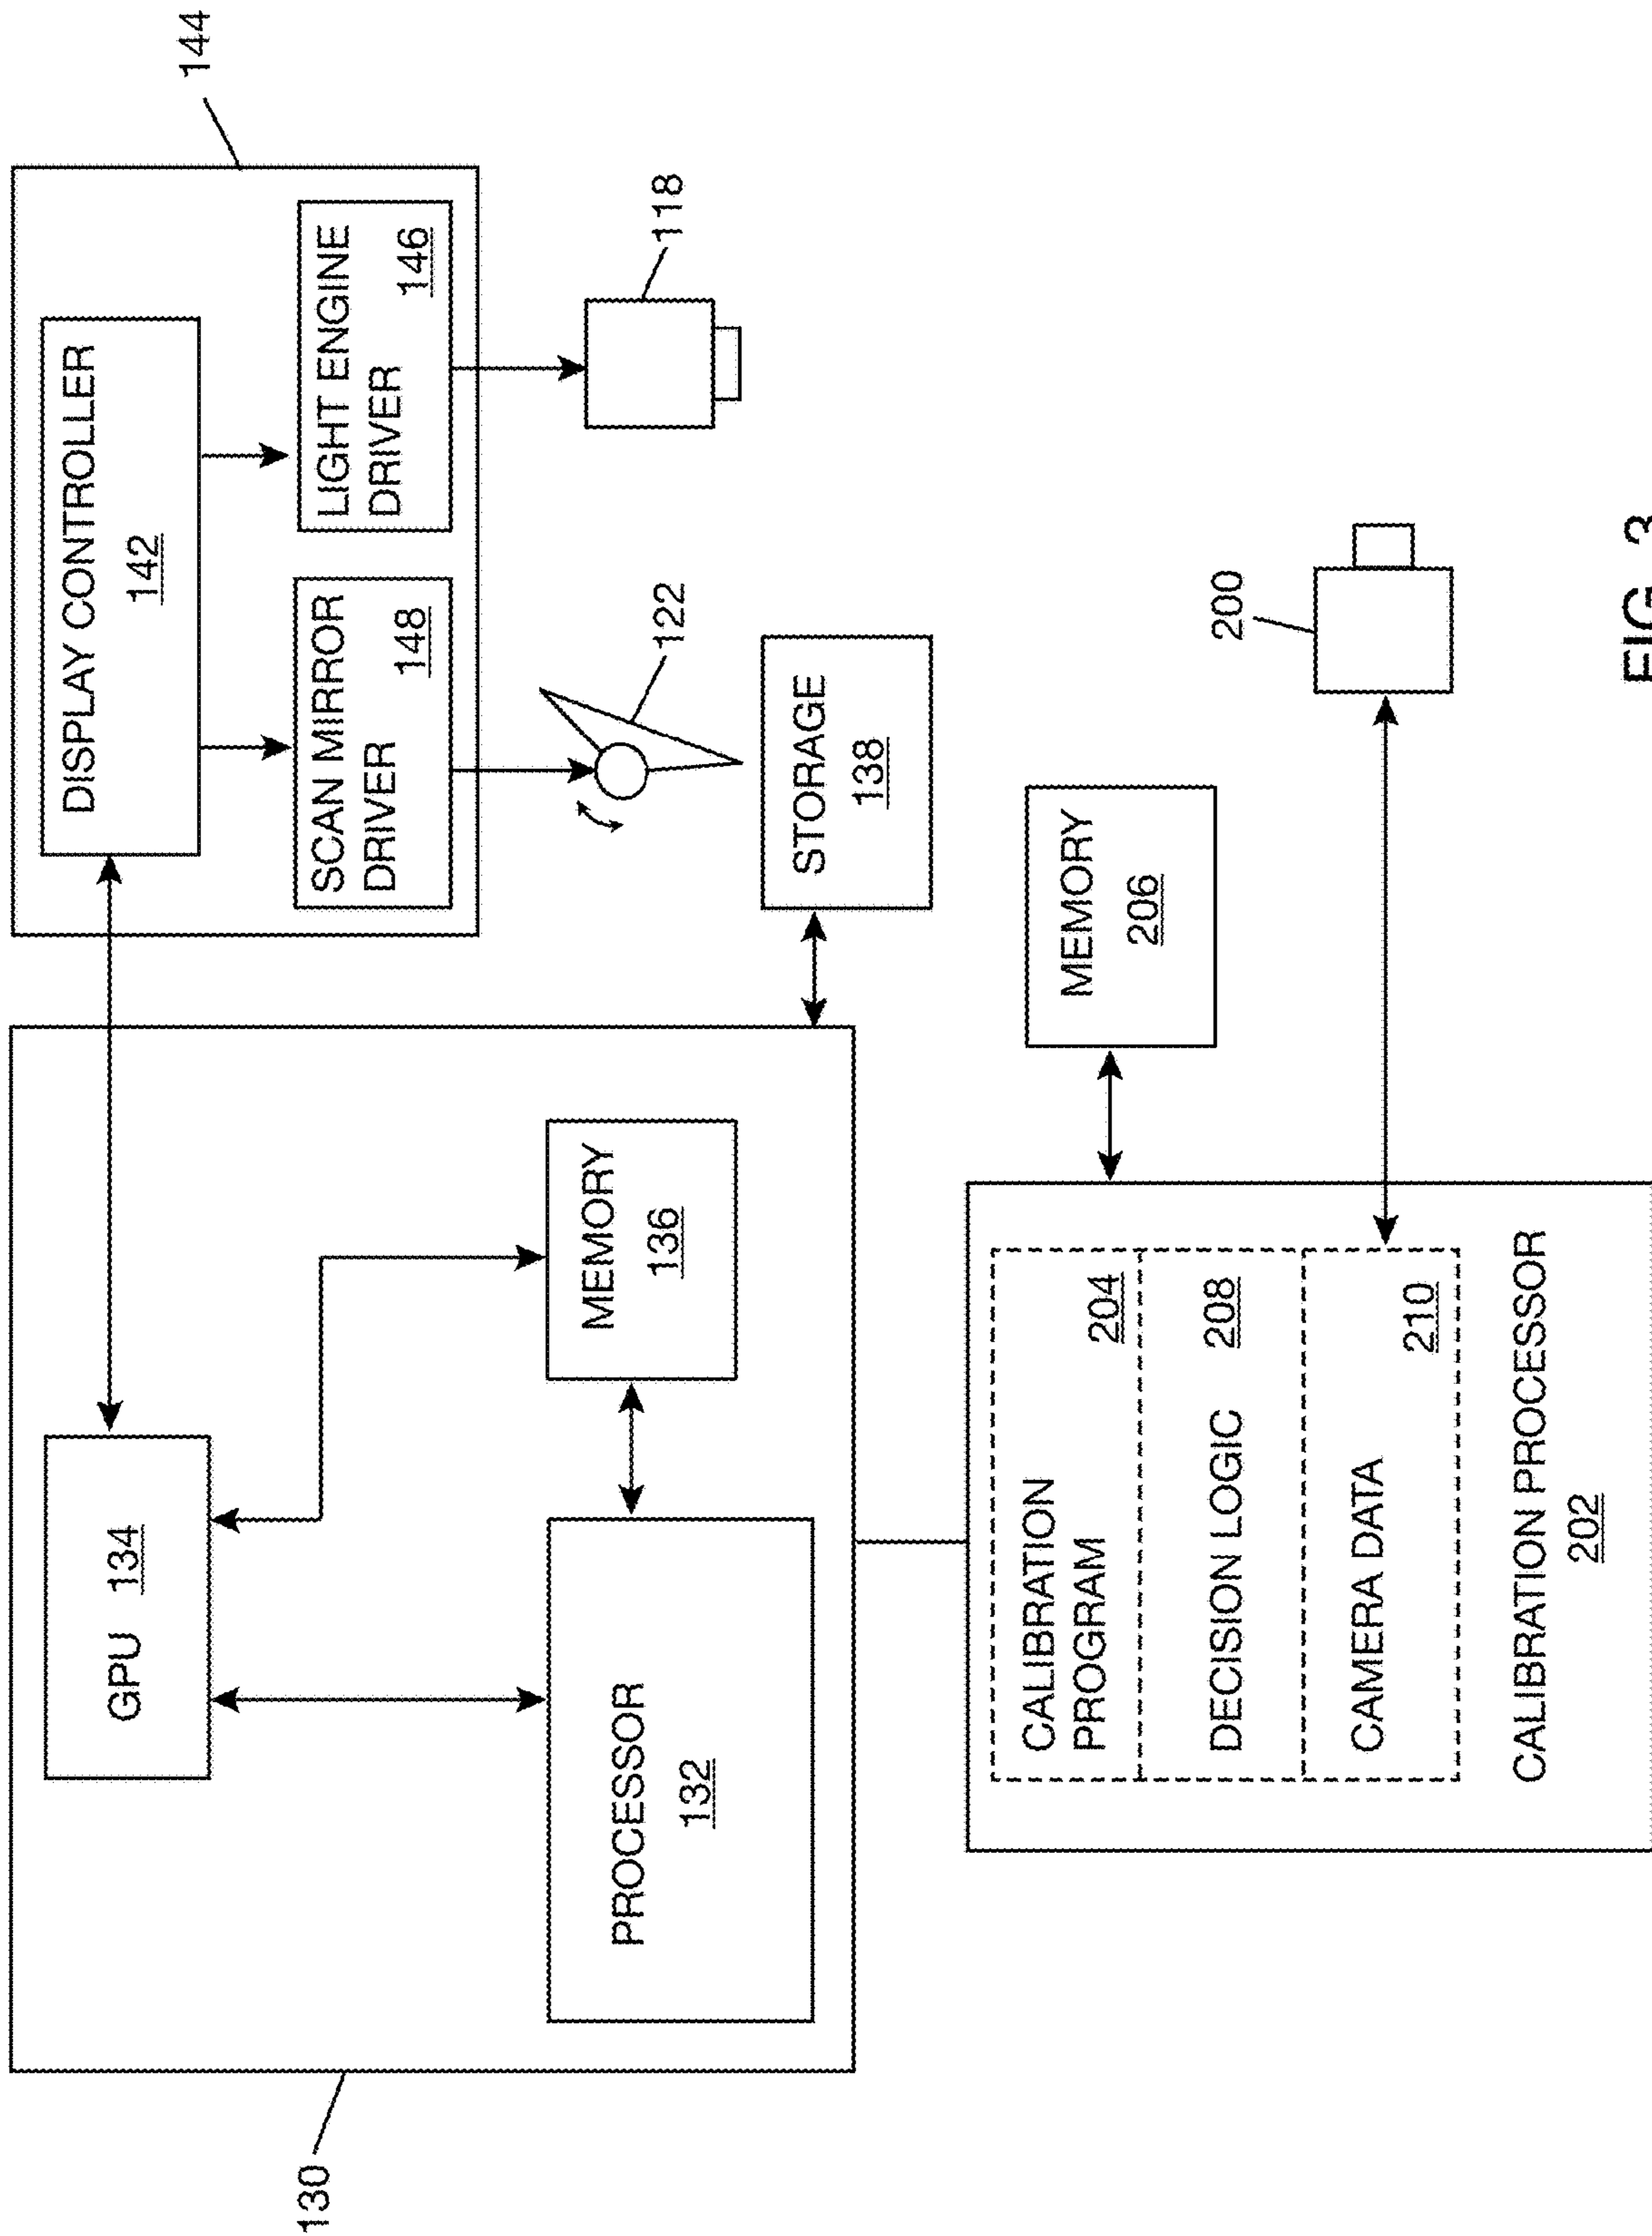 144
DISPLAY CONTROLLER
142
SCAN MIRROR
DRIVER
148
LIGHT ENGINE
DRIVER
146
118
122
130
GPU 134
PROCESSOR
132
MEMORY
136
STORAGE
138
CALIBRATION
PROGRAM
204
DECISION LOGIC 208
CAMERA DATA
210
CALIBRATION PROCESSOR
202
MEMORY
206
200
FIG. 3